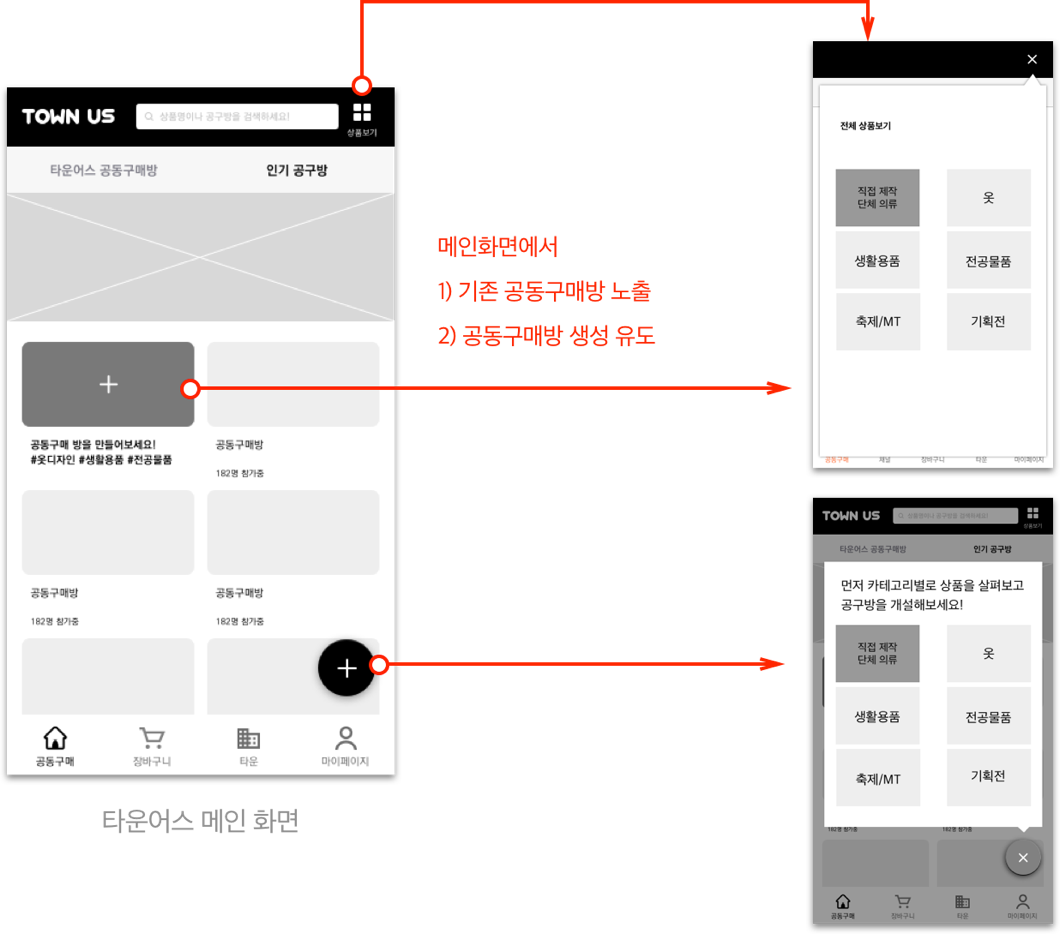 TOWN US
상품명이나 공구방을 검색하세요!
상품보기
타운어스 공동구매방
인기 공구방
공동구매 방을 만들어보세요!
#옷디자인 #생활용품 #전공물품
공동구매방
182명 참가중
공동구매방
182명 참가중
공동구매방
182명 참가중
공동구매
장바구니
타운
마이페이지
타운어스 메인 화면
메인화면에서
1) 기존 공동구매방 노출
2) 공동구매방 생성 유도
전체 상품보기
직접 제작
단체 의류
옷
생활용품
전공물품
축제/MT
기획전
공동구매
채널
장바구니
타운
마이페이지
TOWN US
상품명이나 공구방을 검색하세요!
상품보기
타운어스 공동구매방
인기 공구방
먼저 카테고리별로 상품을 살펴보고
공구방을 개설해보세요!
직접 제작
단체 의류
옷
생활용품
전공물품
축제/MT
기획전
182명 참가중
182명 참가중
공동구매
장바구니
타운
마이페이지